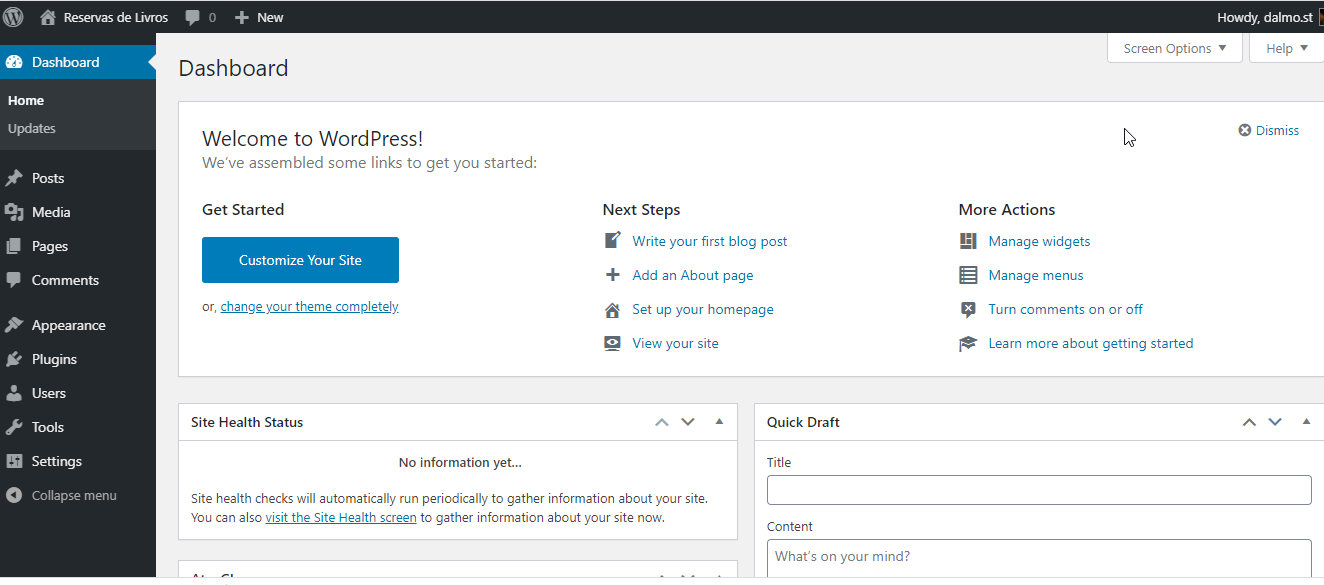 Reservas de Livros 0 New Howdy, dalmo.st
Dashboard
Home
Updates
Posts
Media
Pages
Comments
Appearance
Plugins
Users
Tools
Settings
Collapse menu
Screen Options Help
Dashboard
Welcome to WordPress!
Dismiss
We've assembled some links to get you started:
Get Started
Customize Your Site
or, change your theme completely
Next Steps
Write your first blog post
Add an About page
Set up your homepage
View your site
More Actions
Manage widgets
Manage menus
Turn comments on or off
Learn more about getting started
Site Health Status
No information yet...
Site health checks will automatically run periodically to gather information about your site.
You can also visit the Site Health screen to gather information about your site now.
Quick Draft
Title
Content
What's on your mind?